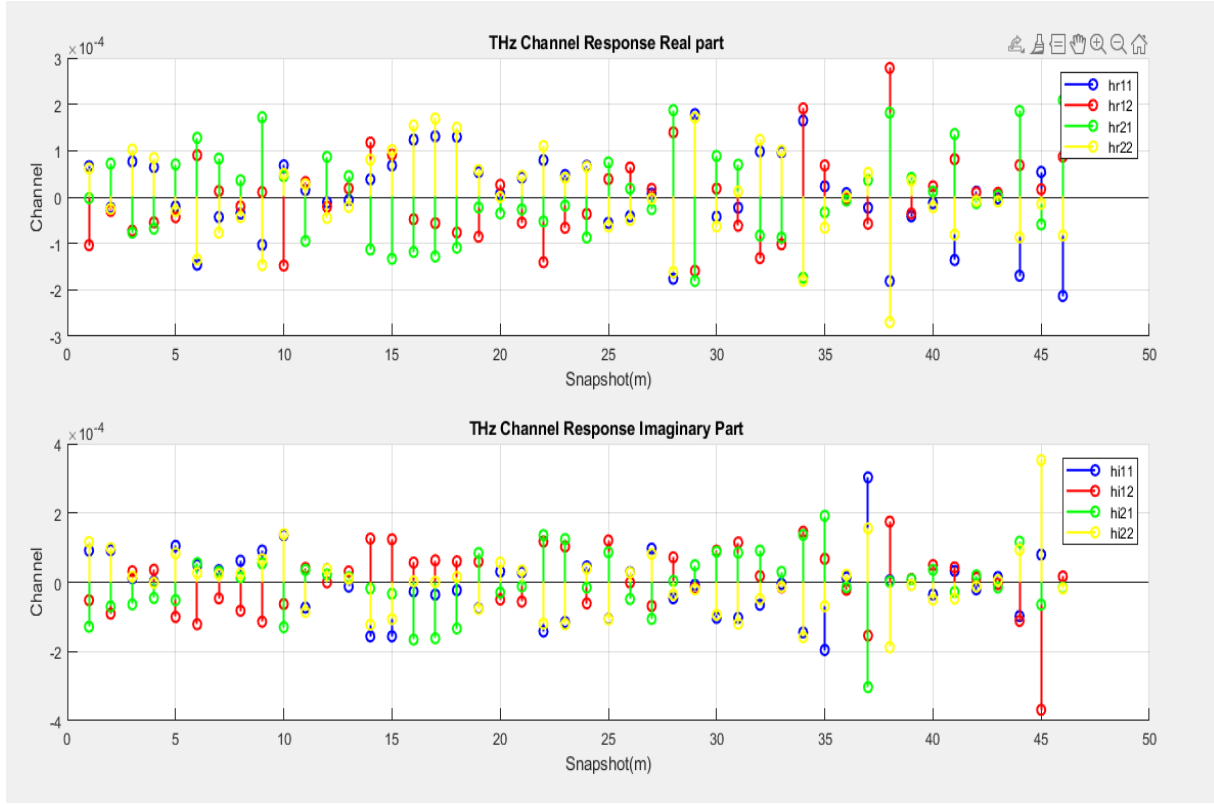 THz Channel Response Real part
×10-4
3
2
1
0
-1
-2
-3
Channel
0 5 10 15 20 25 30 35 40 45 50
Snapshot(m)
hr11
hr12
hr21
hr22
THz Channel Response Imaginary Part
×10-4
4
2
0
-2
-4
Channel
0 5 10 15 20 25 30 35 40 45 50
Snapshot(m)
hi11
hi12
hi21
hi22